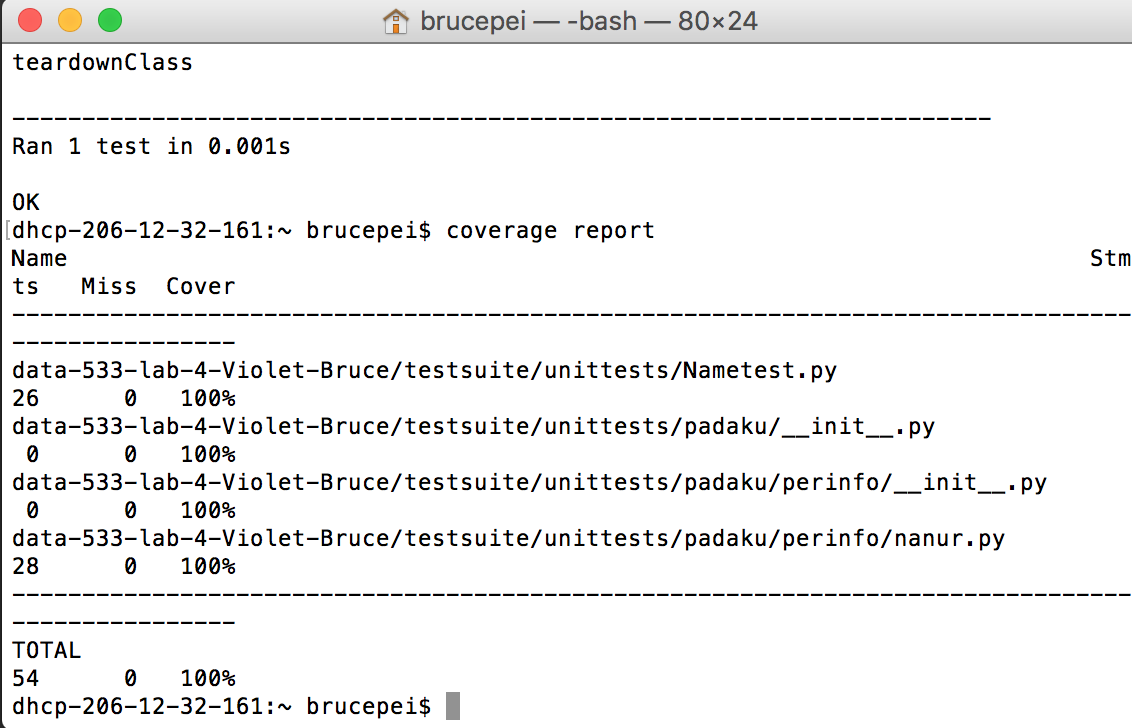 brucepei — -bash — 80×24
teardownClass
----------------------------------------------------------------------
Ran 1 test in 0.001s
OK
[dhcp-206-12-32-161:~ brucepei$ coverage report
Name                                                                         Stm
ts   Miss  Cover
--------------------------------------------------------------------------------
----------------
data-533-lab-4-Violet-Bruce/testsuite/unittests/Nametest.py
26      0   100%
data-533-lab-4-Violet-Bruce/testsuite/unittests/padaku/__init__.py
 0      0   100%
data-533-lab-4-Violet-Bruce/testsuite/unittests/padaku/perinfo/__init__.py
 0      0   100%
data-533-lab-4-Violet-Bruce/testsuite/unittests/padaku/perinfo/nanur.py
28      0   100%
--------------------------------------------------------------------------------
----------------
TOTAL
54      0   100%
dhcp-206-12-32-161:~ brucepei$